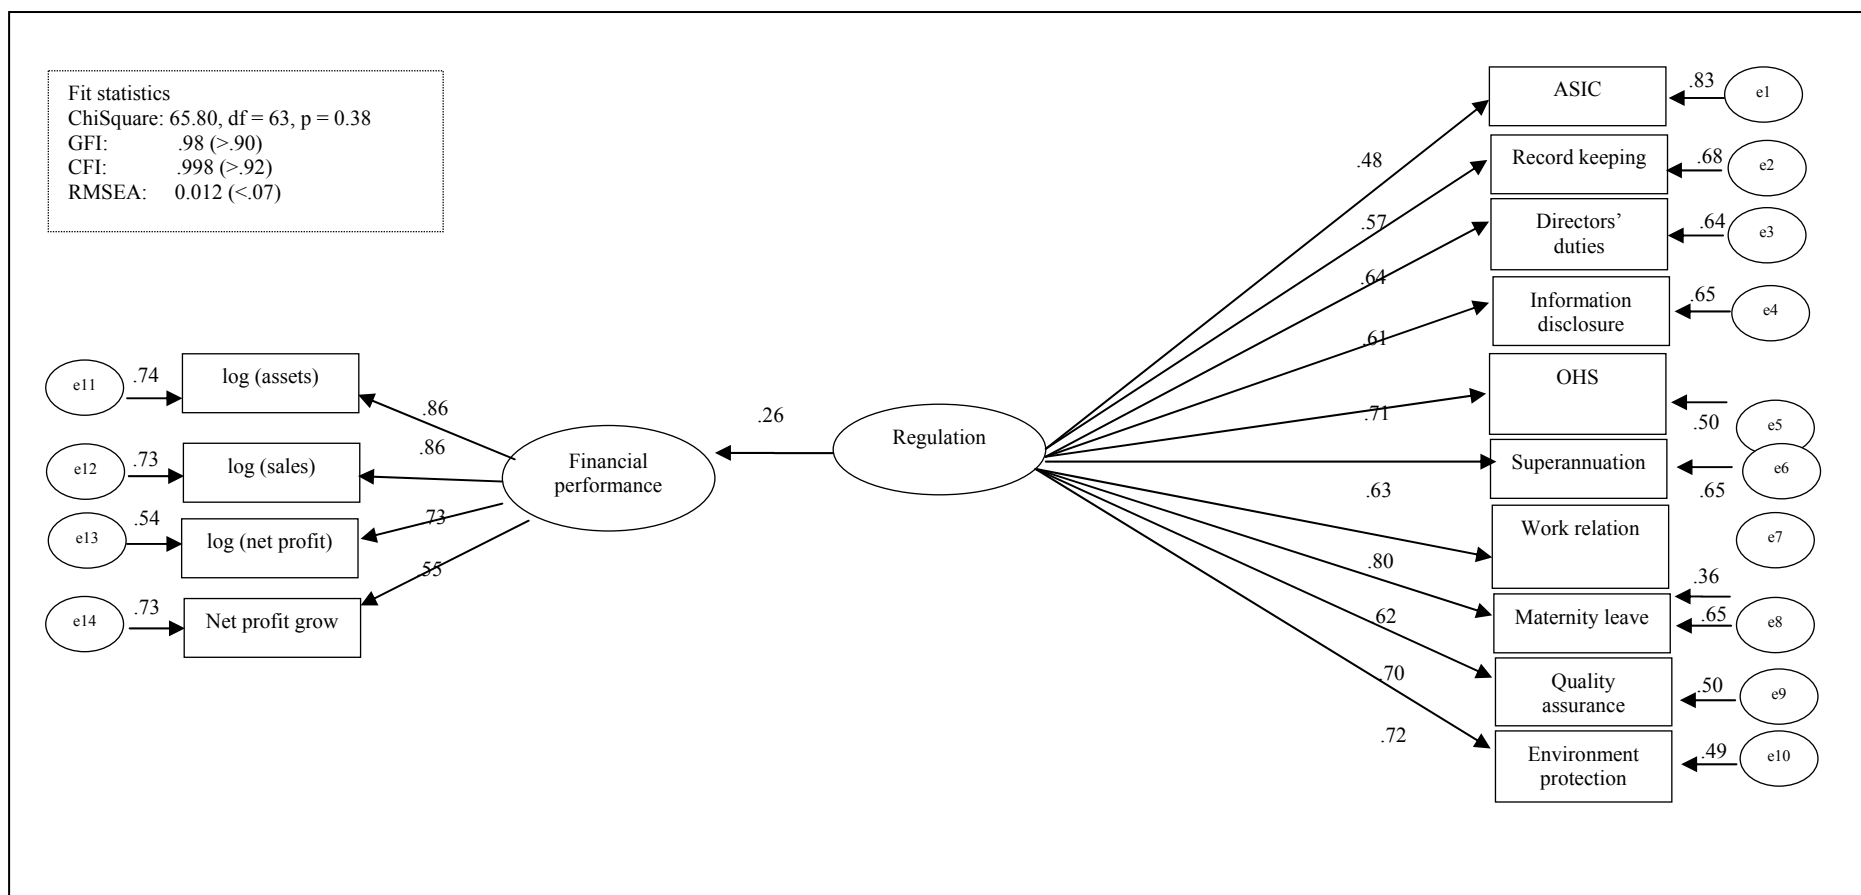 Fit statistics
ChiSquare: 65.80, df = 63, p = 0.38
GFI: .98 (>.90)
CFI: .998 (>.92)
RMSEA: 0.012 (<.07)
ASIC
.83
e1
.48
Record keeping
.68
e2
.57
Directors’
duties
.64
e3
.64
Information
disclosure
.65
e4
.61
OHS
.50
e5
.71
Superannuation
.65
e6
.63
Work relation
.36
e7
.80
Maternity leave
.65
e8
.62
Quality
assurance
.50
e9
.70
Environment
protection
.49
e10
.72
Regulation
.26
Financial
performance
e11
.74
log (assets)
.86
e12
.73
log (sales)
.86
e13
.54
log (net profit)
.73
e14
.73
Net profit grow
.55